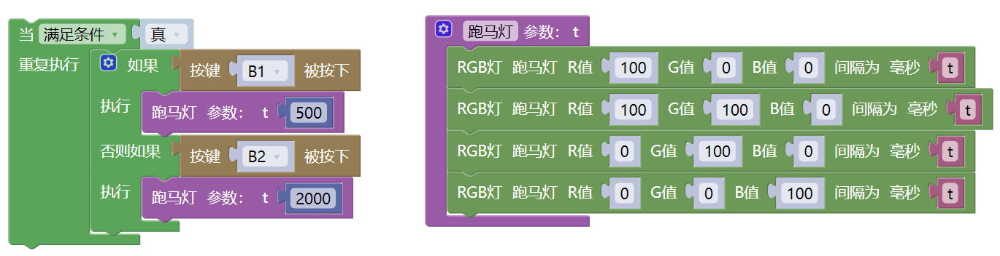 当 满足条件 真
重复执行 如果 按键 B1 被按下
执行 跑马灯 参数: t 500
否则如果 按键 B2 被按下
执行 跑马灯 参数: t 2000
跑马灯 参数: t
RGB灯 跑马灯 R值 100 G值 0 B值 0 间隔为 毫秒 t
RGB灯 跑马灯 R值 100 G值 100 B值 0 间隔为 毫秒 t
RGB灯 跑马灯 R值 0 G值 100 B值 0 间隔为 毫秒 t
RGB灯 跑马灯 R值 0 G值 0 B值 100 间隔为 毫秒 t